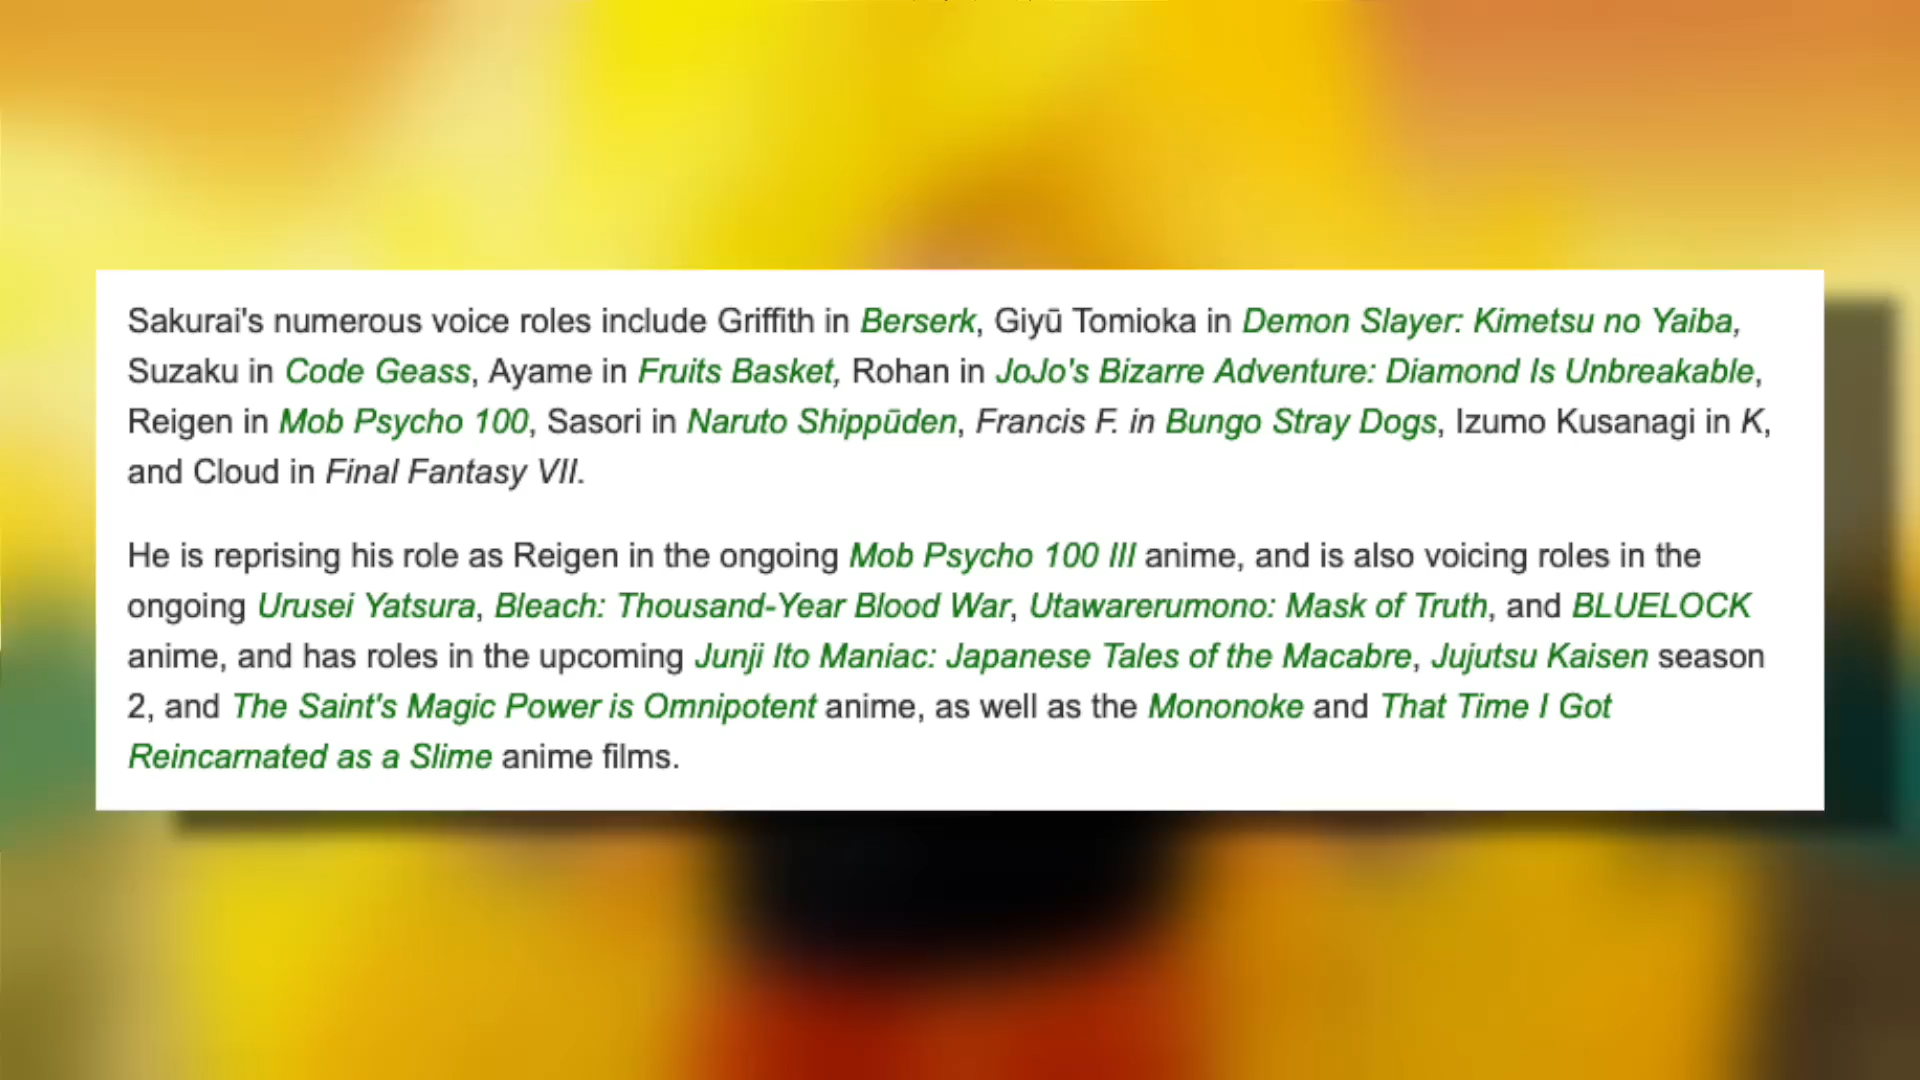 Sakurai's numerous voice roles include Griffith in Berserk, Giyū Tomioka in Demon Slayer: Kimetsu no Yaiba,
Suzaku in Code Geass, Ayame in Fruits Basket, Rohan in JoJo's Bizarre Adventure: Diamond Is Unbreakable,
Reigen in Mob Psycho 100, Sasori in Naruto Shippūden, Francis F. in Bungo Stray Dogs, Izumo Kusanagi in K,
and Cloud in Final Fantasy VII.
He is reprising his role as Reigen in the ongoing Mob Psycho 100 III anime, and is also voicing roles in the
ongoing Urusei Yatsura, Bleach: Thousand-Year Blood War, Utawarerumono: Mask of Truth, and BLUELOCK
anime, and has roles in the upcoming Junji Ito Maniac: Japanese Tales of the Macabre, Jujutsu Kaisen season
2, and The Saint's Magic Power is Omnipotent anime, as well as the Mononoke and That Time I Got
Reincarnated as a Slime anime films.